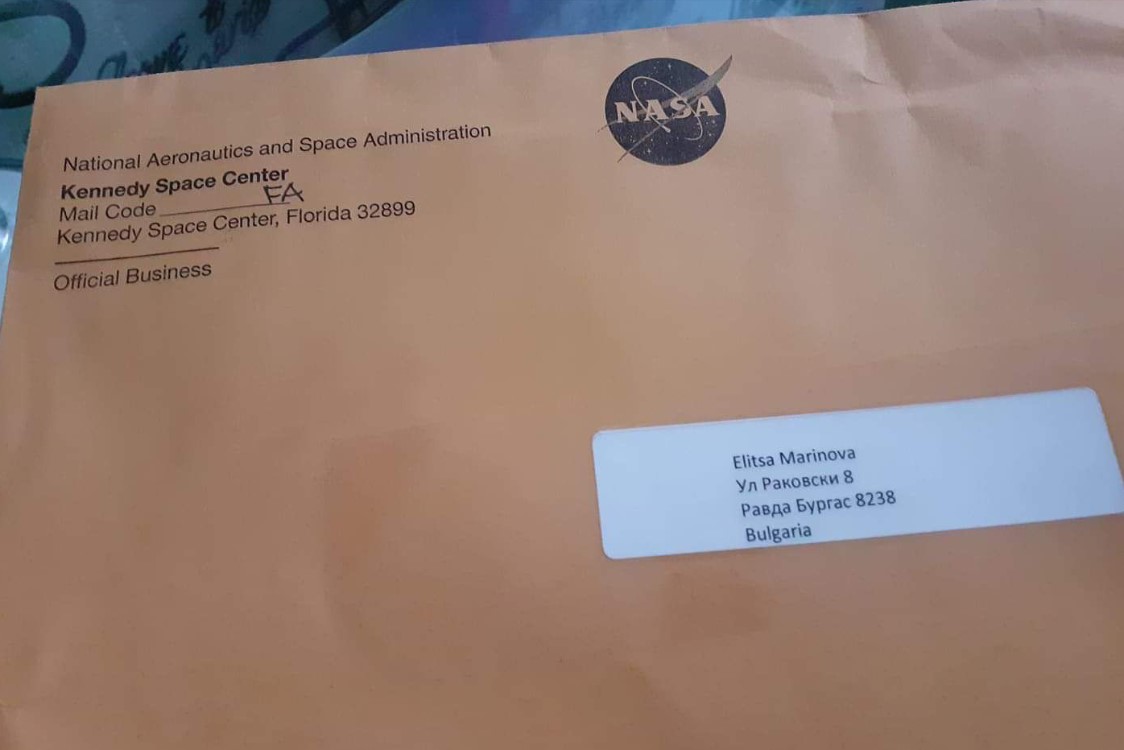 National Aeronautics and Space Administration
Kennedy Space Center
Mail Code FA
Kennedy Space Center, Florida 32899
Official Business
NASA
Elitsa Marinova
Ул Раковски 8
Равда Бургас 8238
Bulgaria